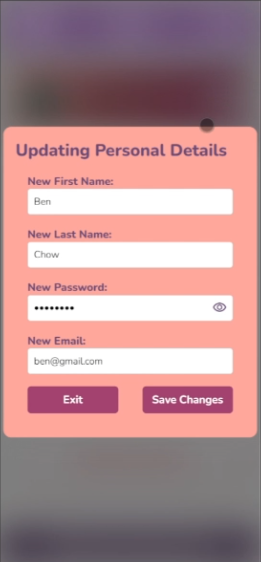 Updating Personal Details
New First Name:
Ben
New Last Name:
Chow
New Password:
••••••••
New Email:
ben@gmail.com
Exit
Save Changes